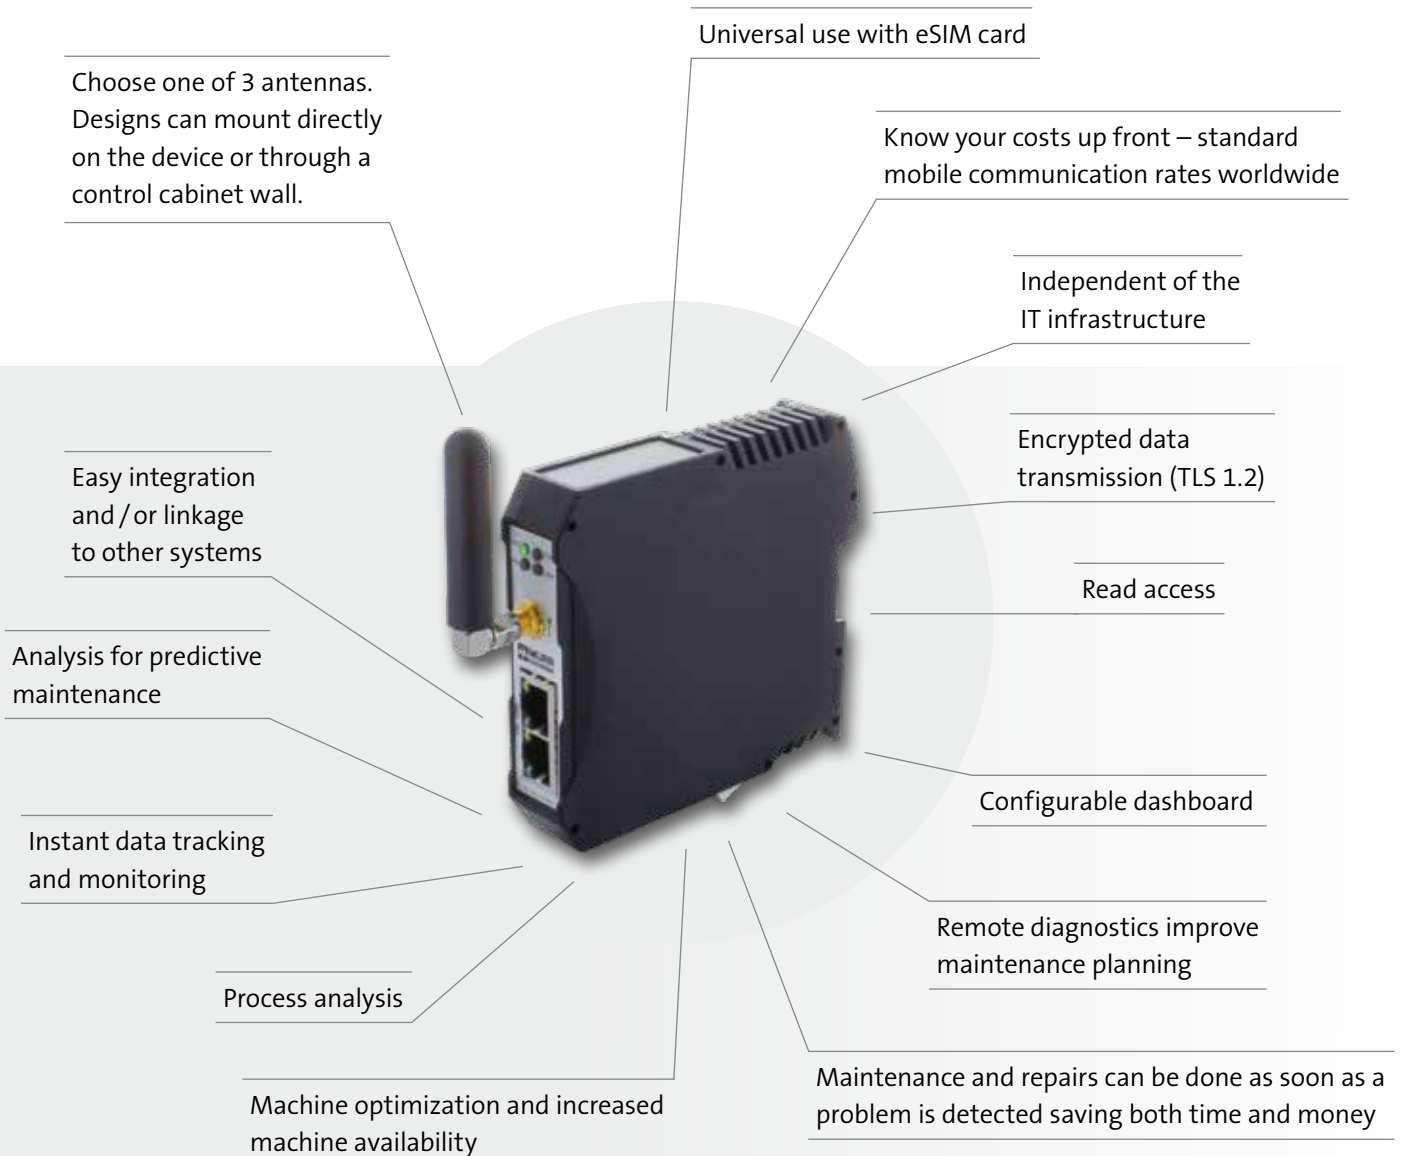 Universal use with eSIM card
Choose one of 3 antennas.
Designs can mount directly
on the device or through a
control cabinet wall.
Know your costs up front – standard
mobile communication rates worldwide
Independent of the
IT infrastructure
Encrypted data
transmission (TLS 1.2)
Easy integration
and / or linkage
to other systems
Read access
Analysis for predictive
maintenance
Configurable dashboard
Instant data tracking
and monitoring
Remote diagnostics improve
maintenance planning
Process analysis
Maintenance and repairs can be done as soon as a
problem is detected saving both time and money
Machine optimization and increased
machine availability